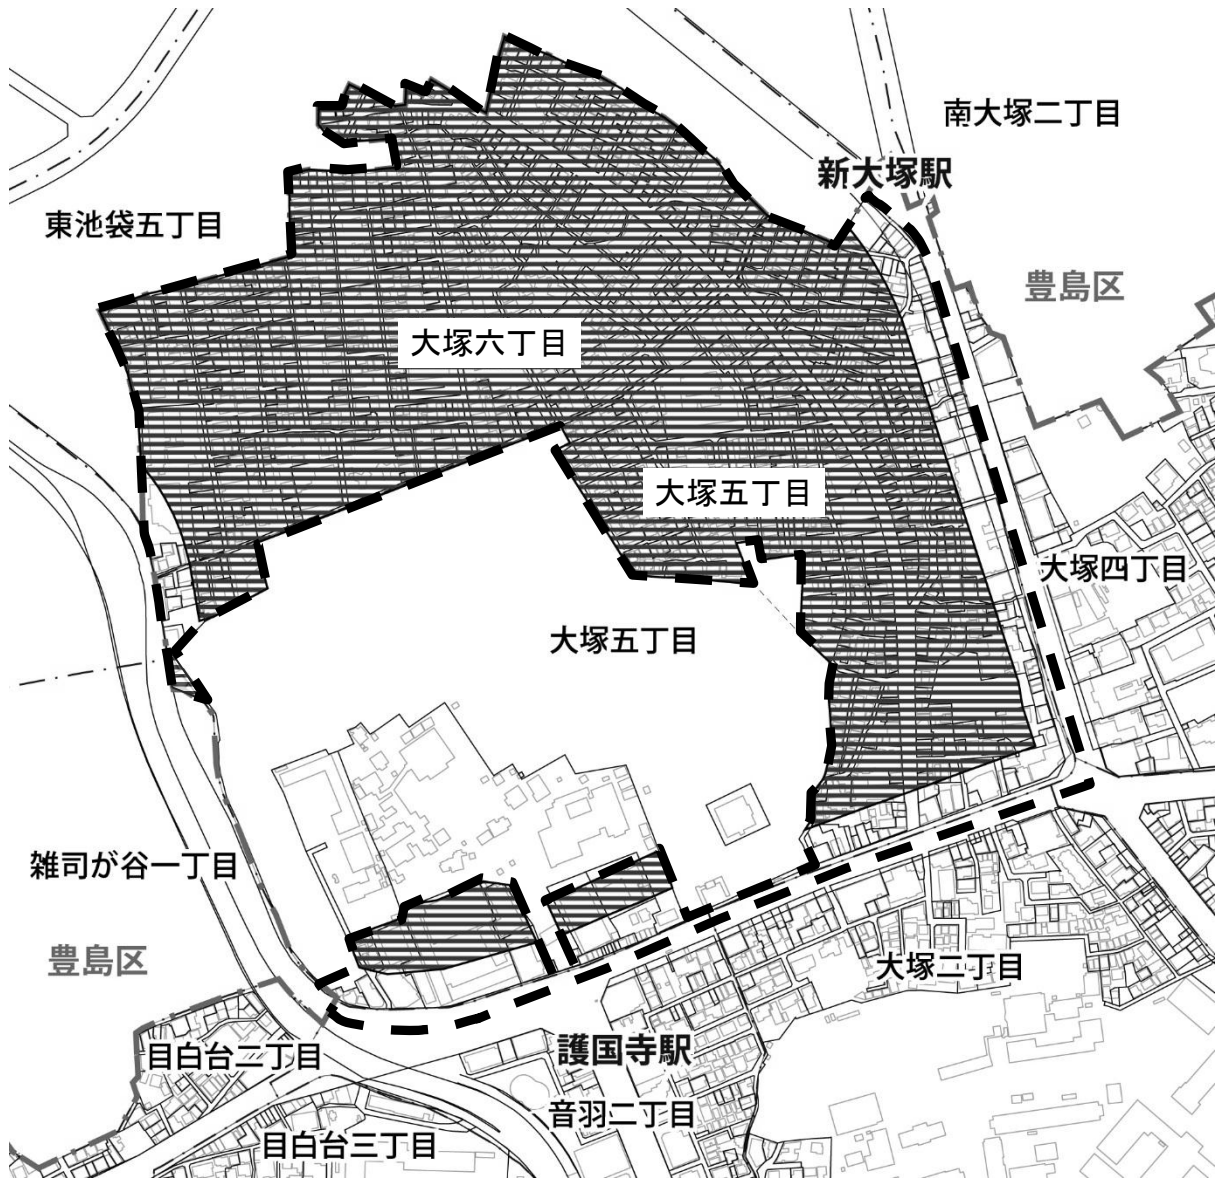 南大塚二丁目
新大塚駅
東池袋五丁目
豊島区
大塚六丁目
大塚五丁目
大塚四丁目
大塚五丁目
雑司が谷一丁目
豊島区
大塚二丁目
目白台二丁目
護国寺駅
音羽二丁目
目白台三丁目